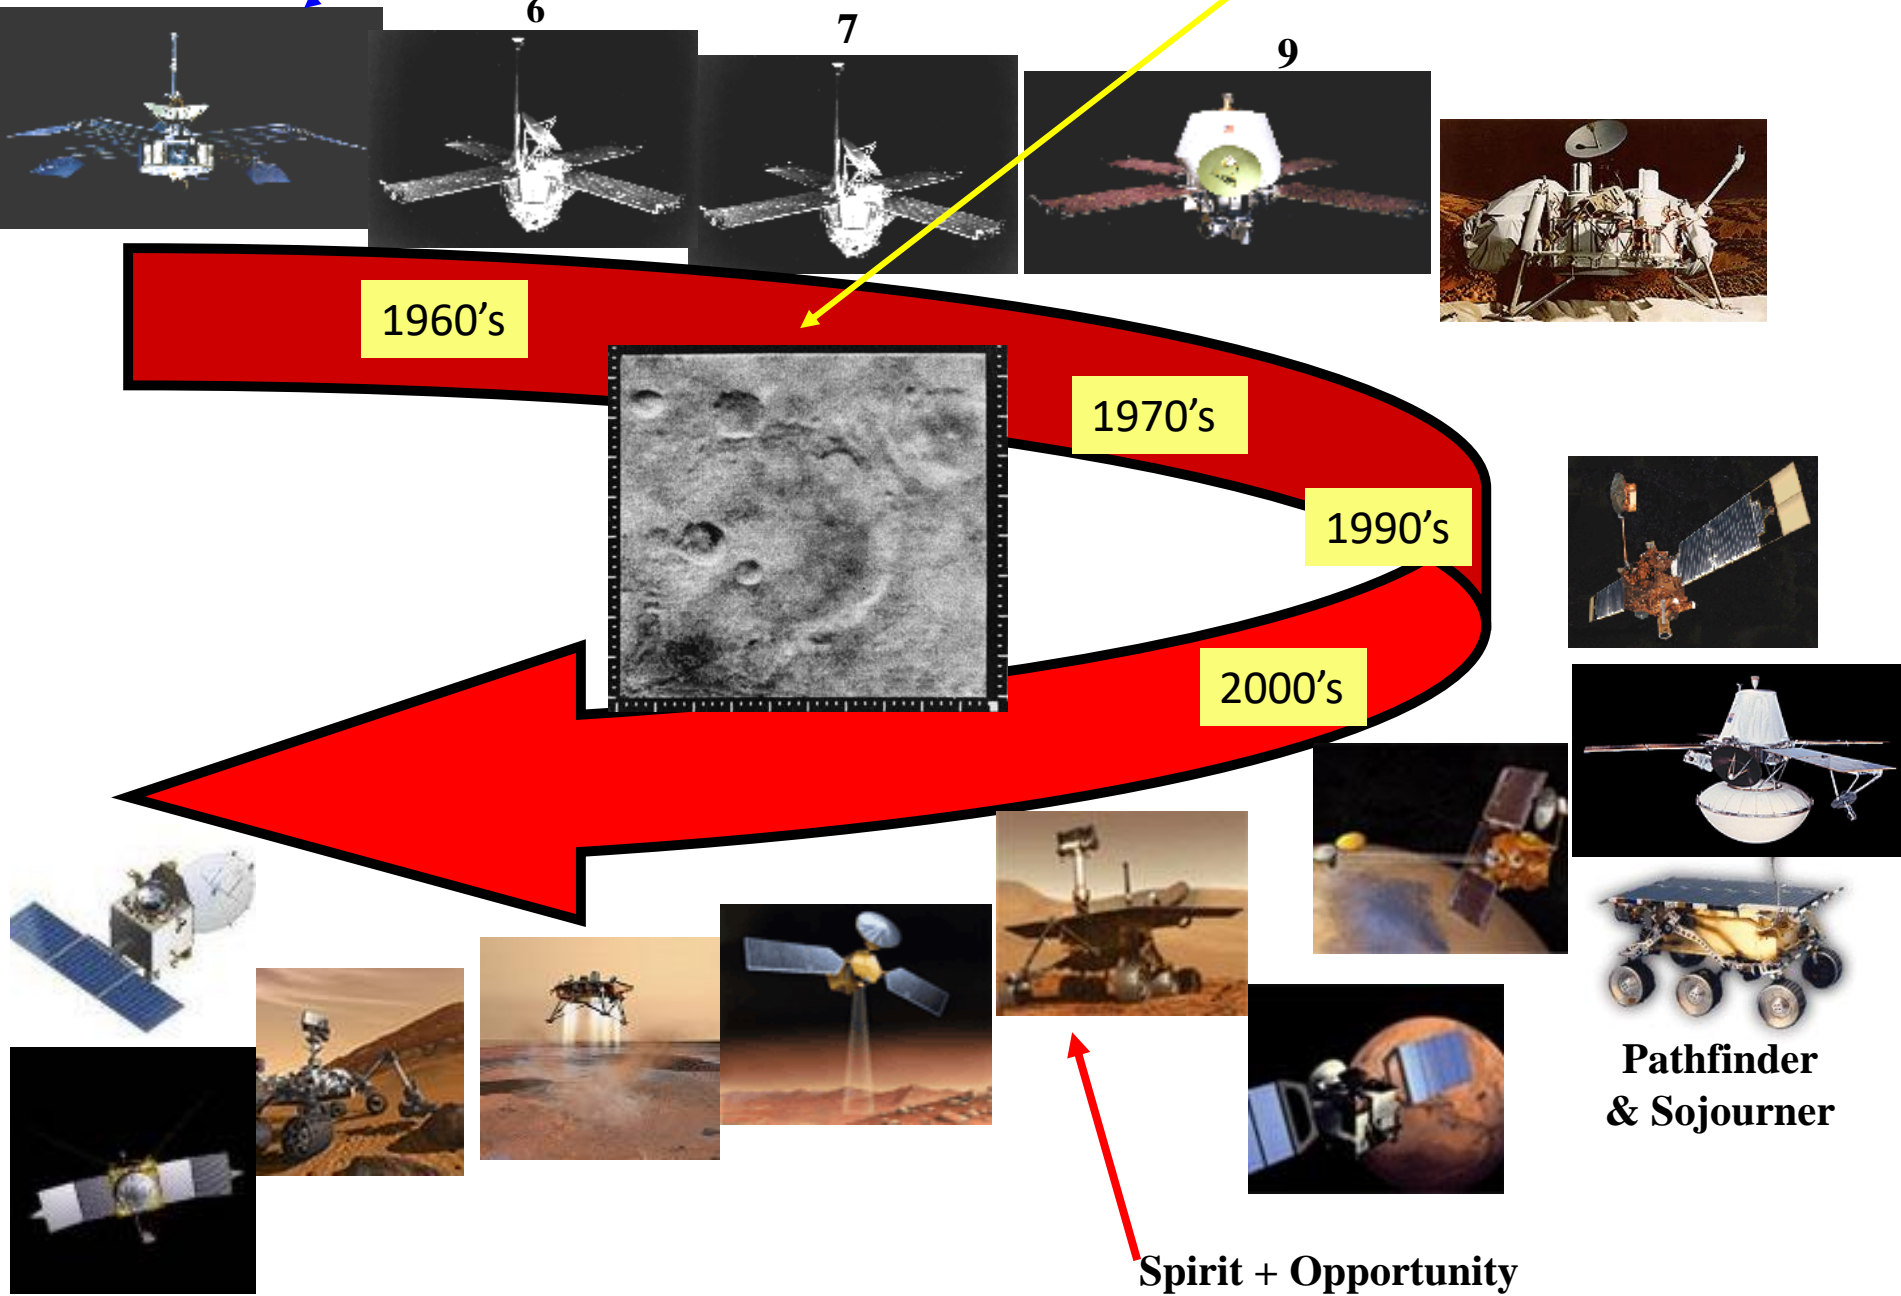 6
7
9
1960’s
1970’s
1990’s
2000’s
Pathfinder
& Sojourner
Spirit + Opportunity